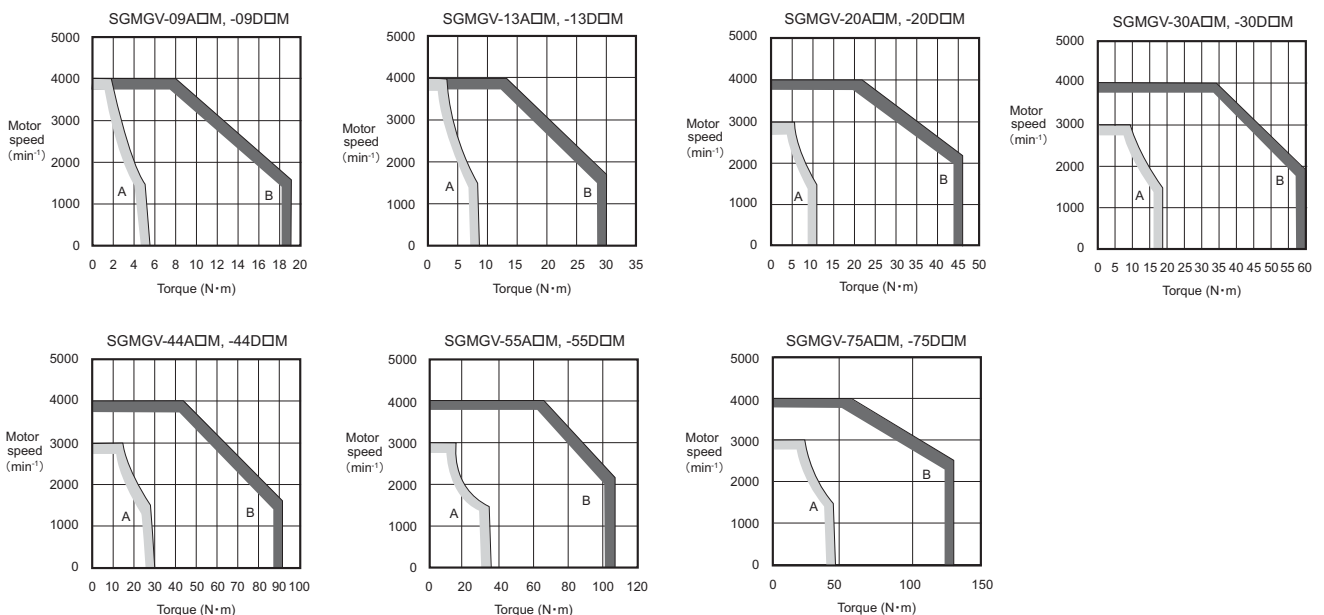 SGMGV-09A□M, -09D□M
5000
4000
3000
2000
1000
0
Motor
speed
(min-1)
A
B
0 2 4 6 8 10 12 14 16 18 20
Torque (N・m)
SGMGV-13A□M, -13D□M
5000
4000
3000
2000
1000
0
Motor
speed
(min-1)
A
B
0 5 10 15 20 25 30 35
Torque (N・m)
SGMGV-20A□M, -20D□M
5000
4000
3000
2000
1000
0
Motor
speed
(min-1)
A
B
0 5 10 15 20 25 30 35 40 45 50
Torque (N・m)
SGMGV-30A□M, -30D□M
5000
4000
3000
2000
1000
0
Motor
speed
(min-1)
A
B
0 5 10 15 20 25 30 35 40 45 50 55 60
Torque (N・m)
SGMGV-44A□M, -44D□M
5000
4000
3000
2000
1000
0
Motor
speed
(min-1)
A
B
0 10 20 30 40 50 60 70 80 90 100
Torque (N・m)
SGMGV-55A□M, -55D□M
5000
4000
3000
2000
1000
0
Motor
speed
(min-1)
A
B
0 20 40 60 80 100 120
Torque (N・m)
SGMGV-75A□M, -75D□M
5000
4000
3000
2000
1000
0
Motor
speed
(min-1)
A
B
0 50 100 150
Torque (N・m)